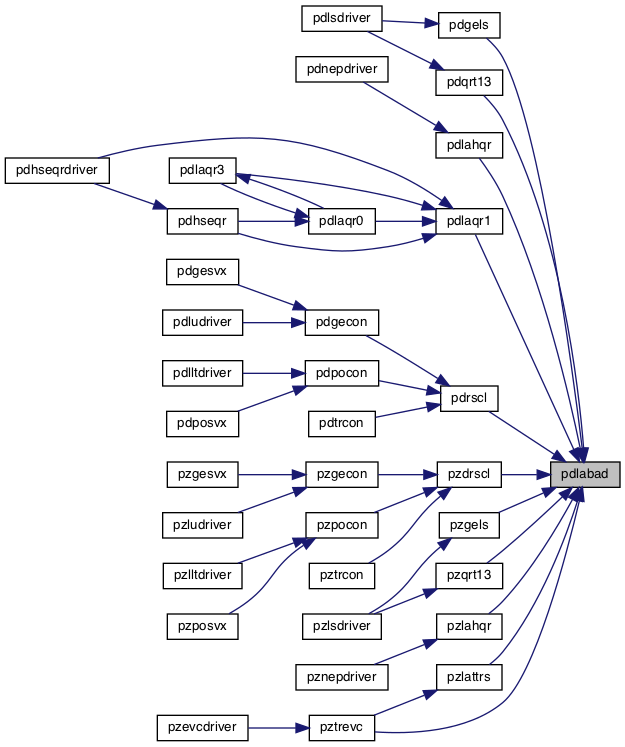 pdlsdriver
pdgels
pdnepdriver
pdqrt13
pdlahqr
pdhseqrdriver
pdlaqr3
pdhseqr
pdlaqr0
pdlaqr1
pdgesvx
pdludriver
pdgecon
pdlltdriver
pdpocon
pdposvx
pdtrcon
pdrscl
pzgesvx
pzgecon
pzdrscl
pdlabad
pzludriver
pzpocon
pzgels
pzlltdriver
pztrcon
pzqrt13
pzposvx
pzlsdriver
pzlahqr
pznepdriver
pzlattrs
pzevcdriver
pztrevc